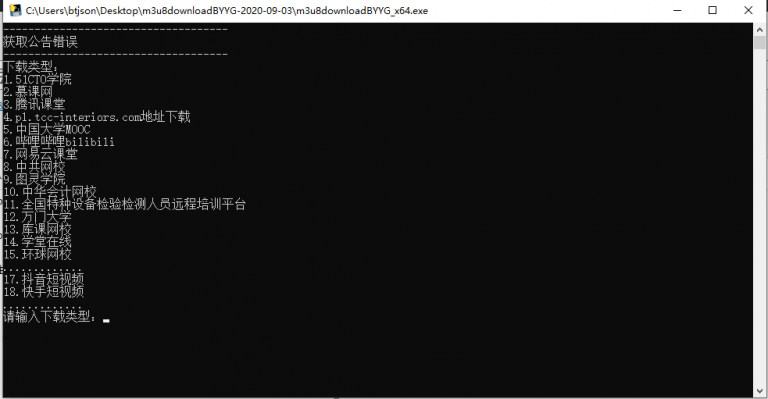 C:\Users\btjson\Desktop\m3u8downloadBYYG-2020-09-03\m3u8downloadBYYG_x64.exe
------------------------------------
获取公告错误
------------------------------------
下载类型：
1.51CTO学院
2.慕课网
3.腾讯课堂
4.pl.tcc-interiors.com地址下载
5.中国大学MOOC
6.哔哩哔哩bilibili
7.网易云课堂
8.中共网校
9.图灵学院
10.中华会计网校
11.全国特种设备检验检测人员远程培训平台
12.万门大学
13.库课网校
14.学堂在线
15.环球网校
.............
17.抖音短视频
18.快手短视频
.............
请输入下载类型：